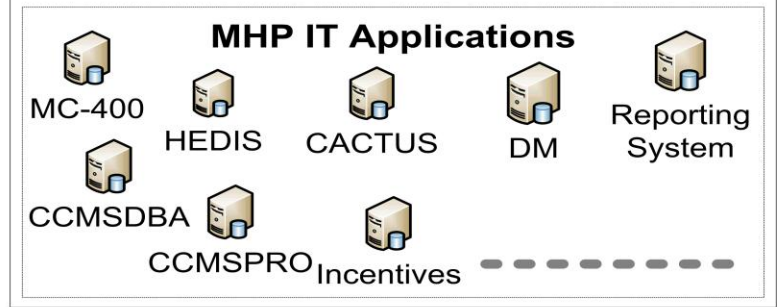 MHP IT Applications
MC-400
HEDIS
CACTUS
DM
Reporting
System
CCMSDBA
CCMSPRO
Incentives